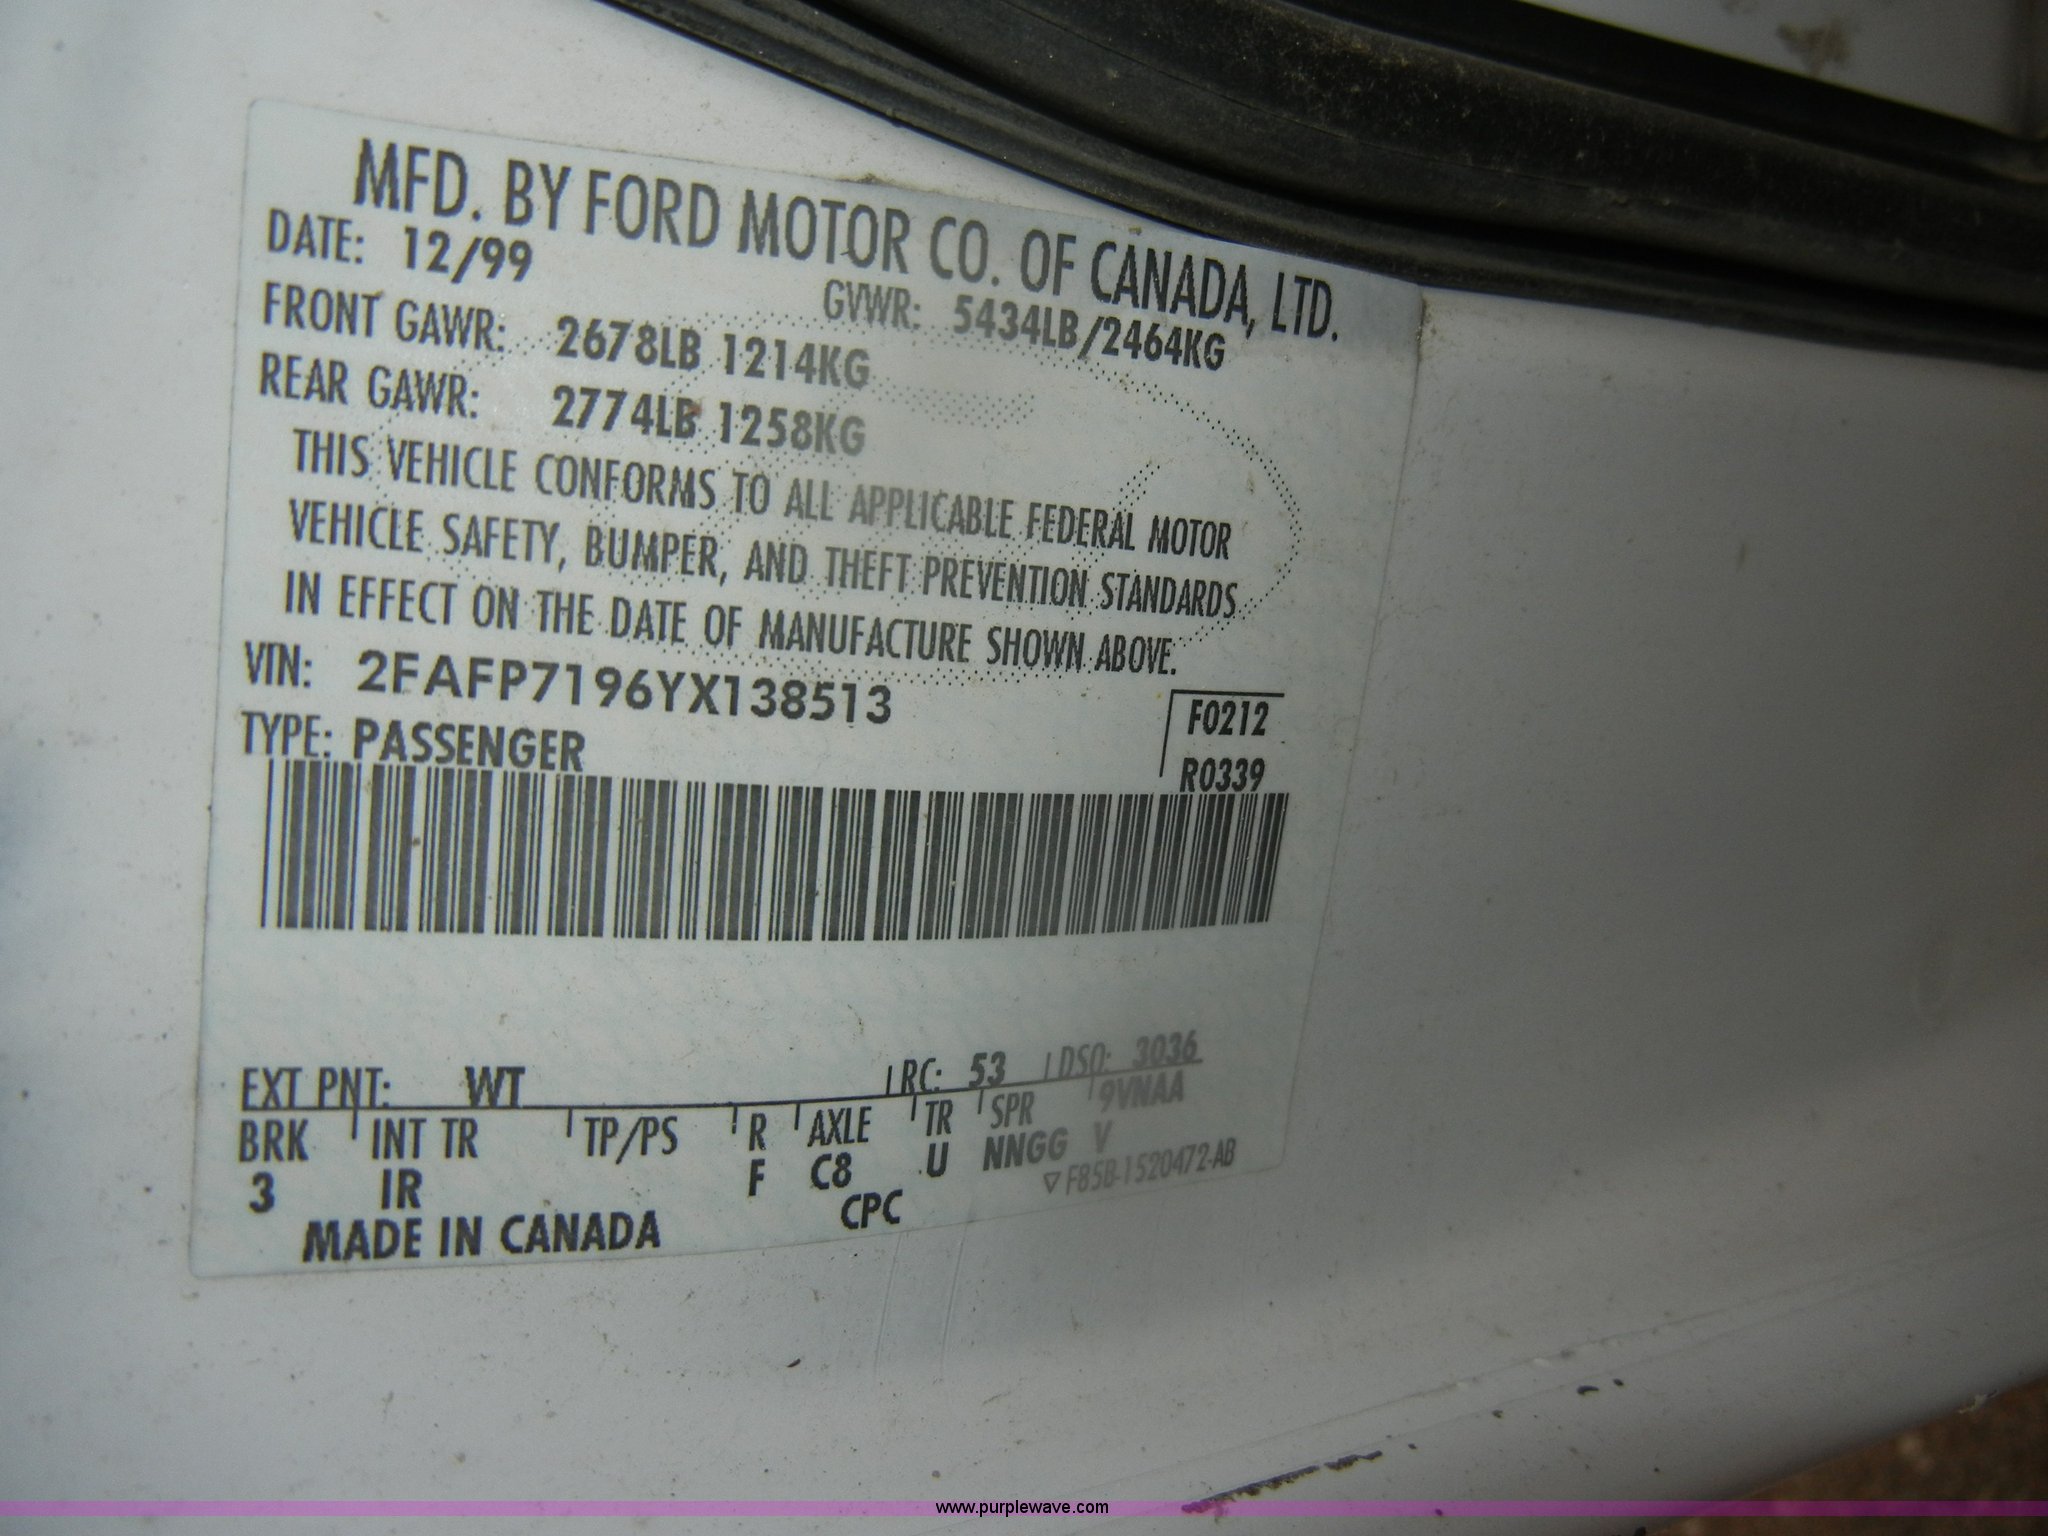 MFD. BY FORD MOTOR CO. OF CANADA, LTD.
DATE: 12/99
GVWR: 5434LB/2464KG
FRONT GAWR: 2678LB 1214KG
REAR GAWR: 2774LB 1258KG
THIS VEHICLE CONFORMS TO ALL APPLICABLE FEDERAL MOTOR
VEHICLE SAFETY, BUMPER, AND THEFT PREVENTION STANDARDS
IN EFFECT ON THE DATE OF MANUFACTURE SHOWN ABOVE.
VIN: 2FAFP7196YX138513
TYPE: PASSENGER
F0212
R0339
EXT PNT: WT RC: 53 DSO: 3036
BRK INT TR TP/PS R AXLE TR SPR 9VNAA
3 IR F C8 U NNGG V
▽ F85B-1520472-AB
MADE IN CANADA CPC
www.purplewave.com